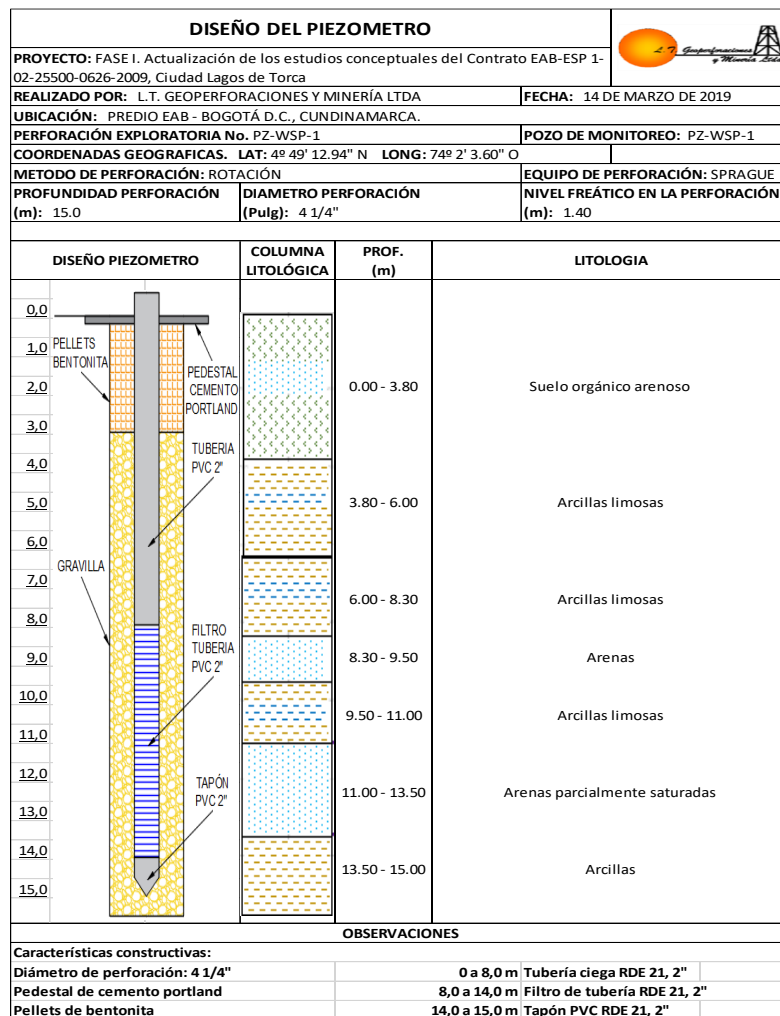 DISEÑO DEL PIEZOMETRO
L.T. Geoperforaciones
y Minería Ltda
PROYECTO: FASE I. Actualización de los estudios conceptuales del Contrato EAB-ESP 1-
02-25500-0626-2009, Ciudad Lagos de Torca
REALIZADO POR: L.T. GEOPERFORACIONES Y MINERÍA LTDA FECHA: 14 DE MARZO DE 2019
UBICACIÓN: PREDIO EAB - BOGOTÁ D.C., CUNDINAMARCA.
PERFORACIÓN EXPLORATORIA No. PZ-WSP-1 POZO DE MONITOREO: PZ-WSP-1
COORDENADAS GEOGRAFICAS. LAT: 4º 49' 12.94" N LONG: 74º 2' 3.60" O
METODO DE PERFORACIÓN: ROTACIÓN EQUIPO DE PERFORACIÓN: SPRAGUE
PROFUNDIDAD PERFORACIÓN
(m): 15.0
DIAMETRO PERFORACIÓN
(Pulg): 4 1/4"
NIVEL FREÁTICO EN LA PERFORACIÓN
(m): 1.40
DISEÑO PIEZOMETRO
COLUMNA
LITOLÓGICA
PROF.
(m)
LITOLOGIA
0,0
1,0
2,0
3,0
4,0
5,0
6,0
7,0
8,0
9,0
10,0
11,0
12,0
13,0
14,0
15,0
PELLETS
BENTONITA
PEDESTAL
CEMENTO
PORTLAND
TUBERIA
PVC 2"
GRAVILLA
FILTRO
TUBERIA
PVC 2"
TAPÓN
PVC 2"
0.00 - 3.80 Suelo orgánico arenoso
3.80 - 6.00 Arcillas limosas
6.00 - 8.30 Arcillas limosas
8.30 - 9.50 Arenas
9.50 - 11.00 Arcillas limosas
11.00 - 13.50 Arenas parcialmente saturadas
13.50 - 15.00 Arcillas
OBSERVACIONES
Características constructivas:
Diámetro de perforación: 4 1/4" 0 a 8,0 m Tubería ciega RDE 21, 2"
Pedestal de cemento portland 8,0 a 14,0 m Filtro de tubería RDE 21, 2"
Pellets de bentonita 14,0 a 15,0 m Tapón PVC RDE 21, 2"